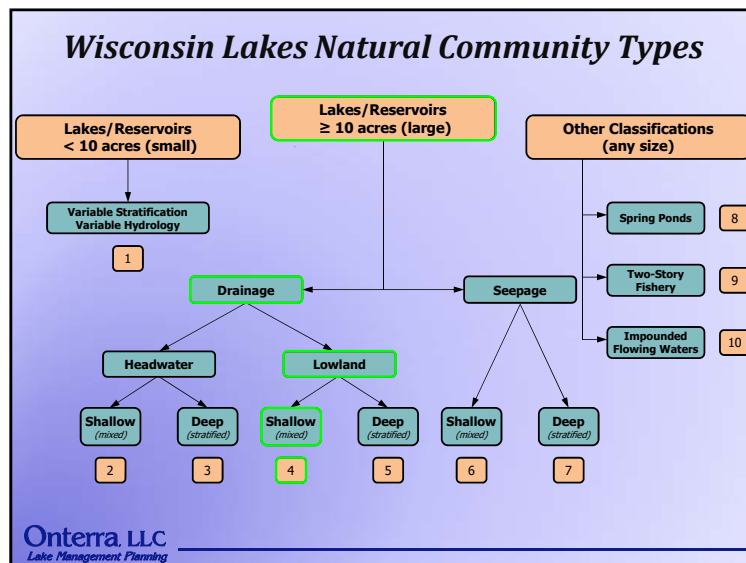 Wisconsin Lakes Natural Community Types
Lakes/Reservoirs
< 10 acres (small)
Lakes/Reservoirs
≥ 10 acres (large)
Other Classifications
(any size)
Variable Stratification
Variable Hydrology
1
Spring Ponds
8
Two-Story
Fishery
9
Impounded
Flowing Waters
10
Drainage
Seepage
Headwater
Lowland
Shallow
(mixed)
Deep
(stratified)
Shallow
(mixed)
Deep
(stratified)
Shallow
(mixed)
Deep
(stratified)
2
3
4
5
6
7
Onterra, LLC
Lake Management Planning